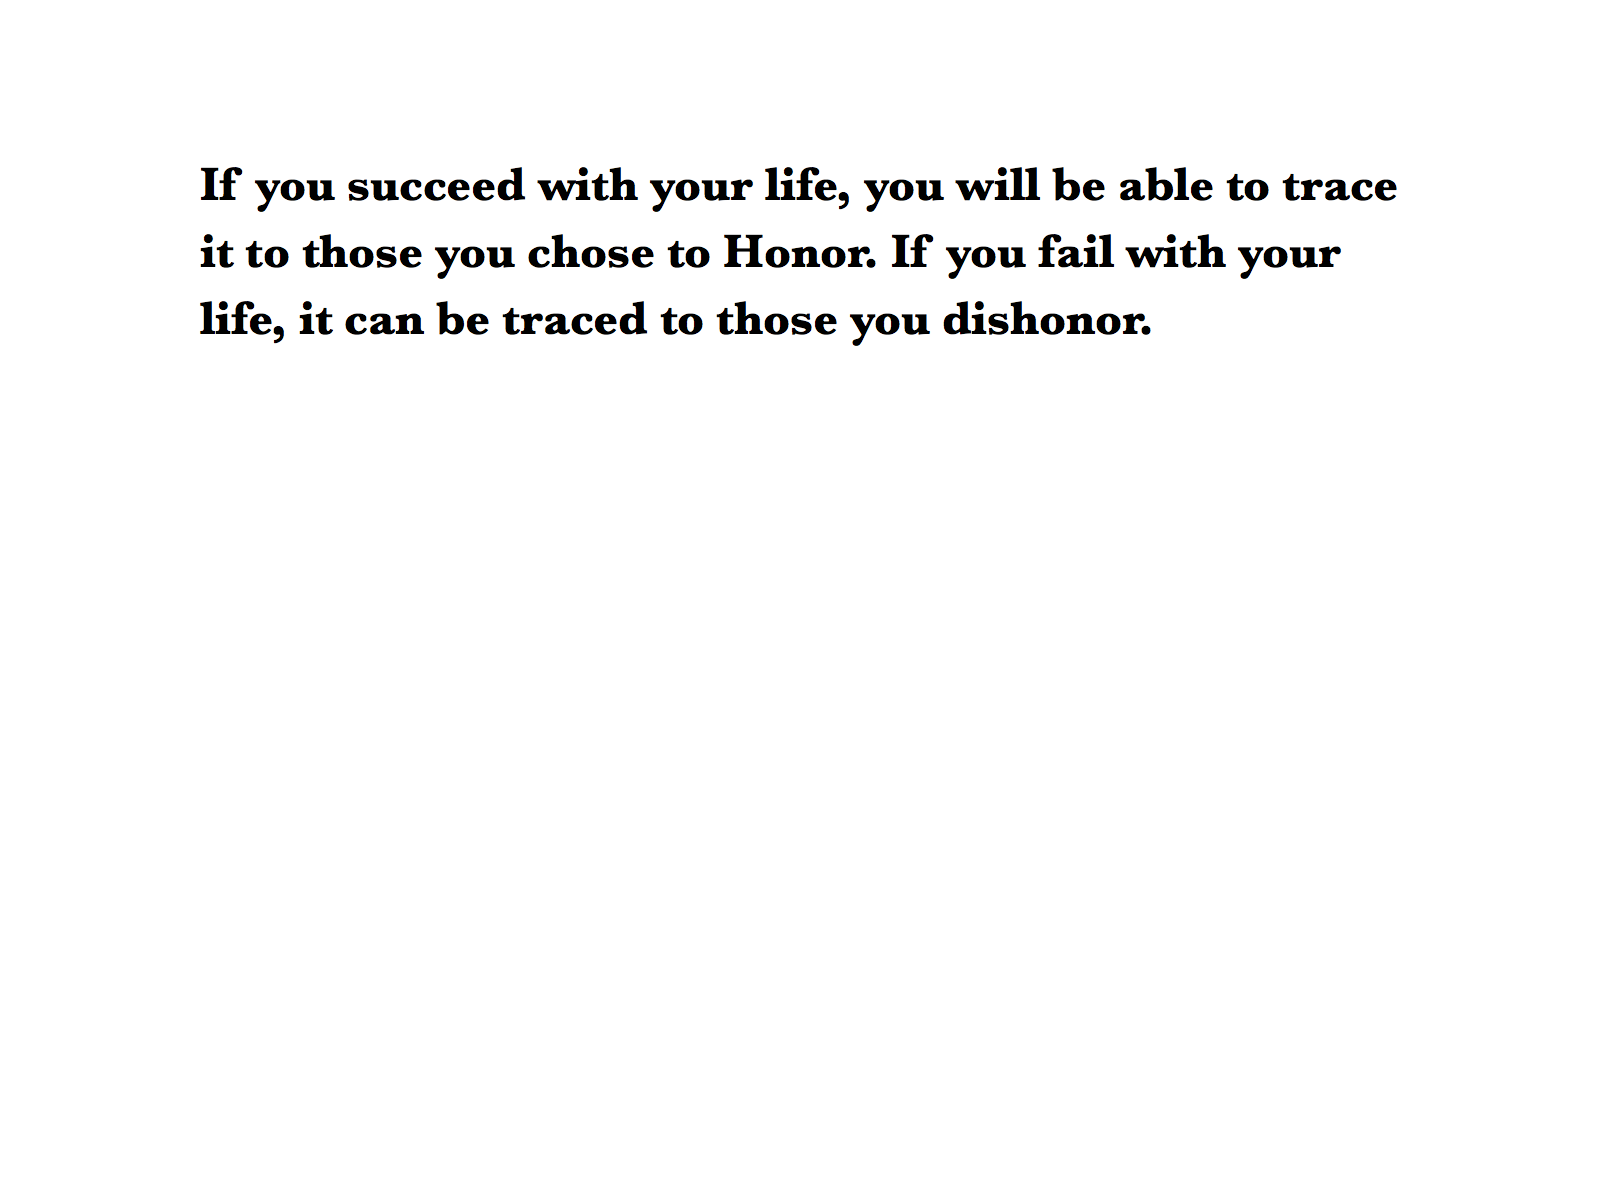 If you succeed with your life, you will be able to trace
it to those you chose to Honor. If you fail with your
life, it can be traced to those you dishonor.